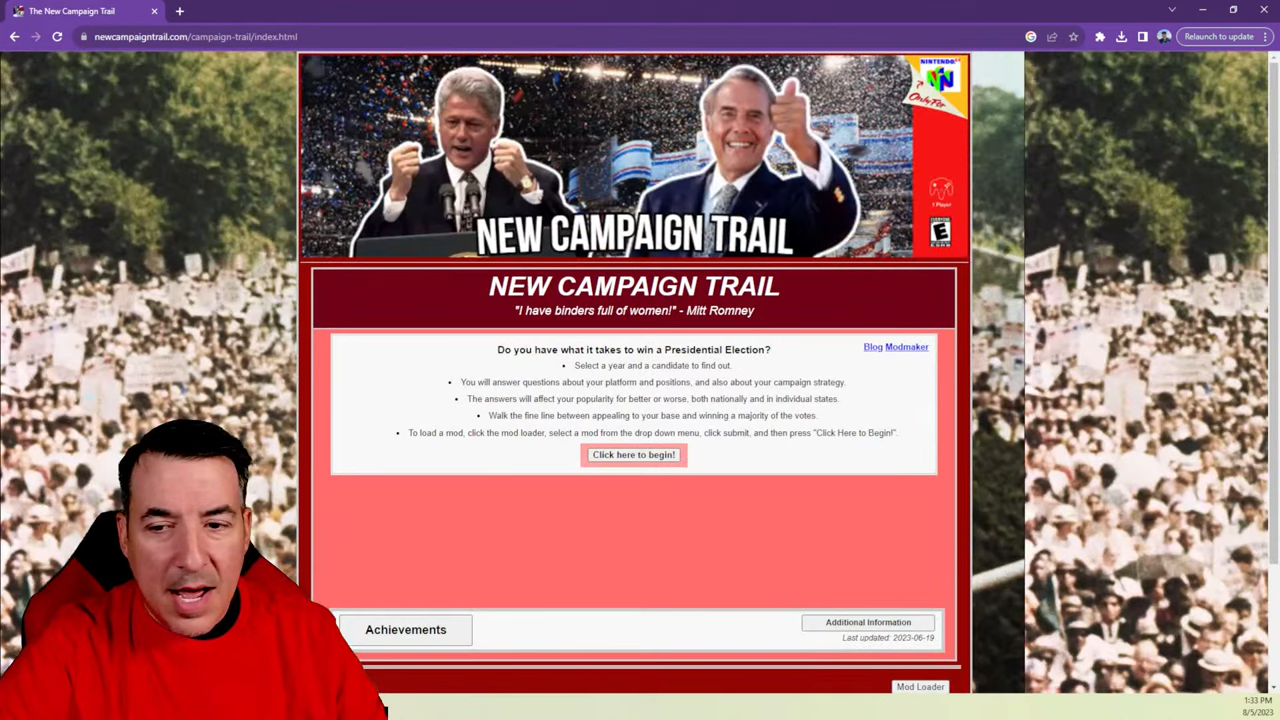 The New Campaign Trail
newcampaigntrail.com/campaign-trail/index.html
Relaunch to update
NINTENDO
Only For
1 Player
EVERYONE
E
NEW CAMPAIGN TRAIL
NEW CAMPAIGN TRAIL
"I have binders full of women!" - Mitt Romney
Do you have what it takes to win a Presidential Election?
Blog Modmaker
• Select a year and a candidate to find out.
• You will answer questions about your platform and positions, and also about your campaign strategy.
• The answers will affect your popularity for better or worse, both nationally and in individual states.
• Walk the fine line between appealing to your base and winning a majority of the votes.
• To load a mod, click the mod loader, select a mod from the drop down menu, click submit, and then press "Click Here to Begin!".
Click here to begin!
Achievements
Additional Information
Last updated: 2023-06-19
Mod Loader
1:33 PM
8/5/2023